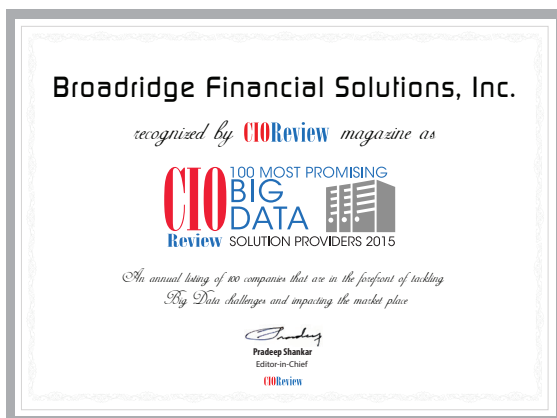 Broadridge Financial Solutions, Inc.
recognized by CIOReview magazine as
CIO Review
100 MOST PROMISING
BIG
DATA
SOLUTION PROVIDERS 2015
An annual listing of 100 companies that are in the forefront of tackling
Big Data challenges and impacting the market place
Pradeep
Pradeep Shankar
Editor-in-Chief
CIOReview